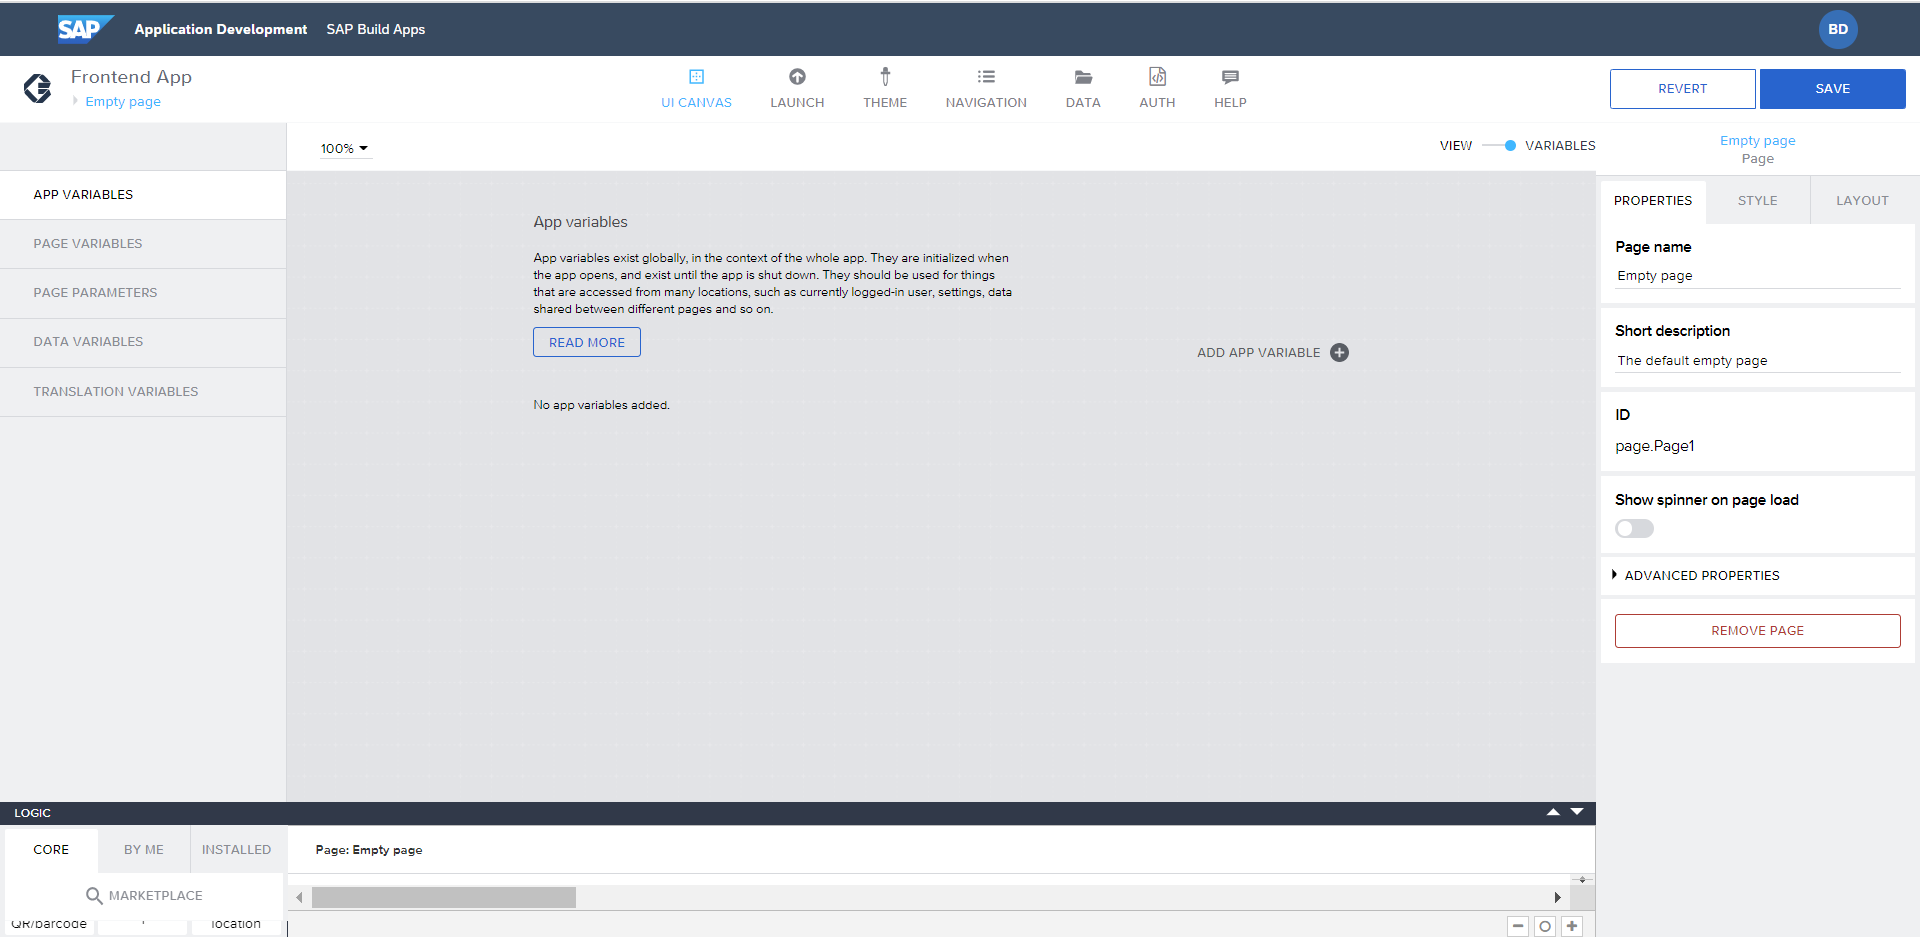 SAP Application Development SAP Build Apps BD
Frontend App
Empty page
UI CANVAS LAUNCH THEME NAVIGATION DATA AUTH HELP
REVERT SAVE
100%
VIEW VARIABLES
Empty page
Page
APP VARIABLES
PAGE VARIABLES
PAGE PARAMETERS
DATA VARIABLES
TRANSLATION VARIABLES
App variables
App variables exist globally, in the context of the whole app. They are initialized when
the app opens, and exist until the app is shut down. They should be used for things
that are accessed from many locations, such as currently logged-in user, settings, data
shared between different pages and so on.
READ MORE
ADD APP VARIABLE
No app variables added.
PROPERTIES STYLE LAYOUT
Page name
Empty page
Short description
The default empty page
ID
page.Page1
Show spinner on page load
ADVANCED PROPERTIES
REMOVE PAGE
LOGIC
CORE BY ME INSTALLED
Page: Empty page
MARKETPLACE
QR/barcode location